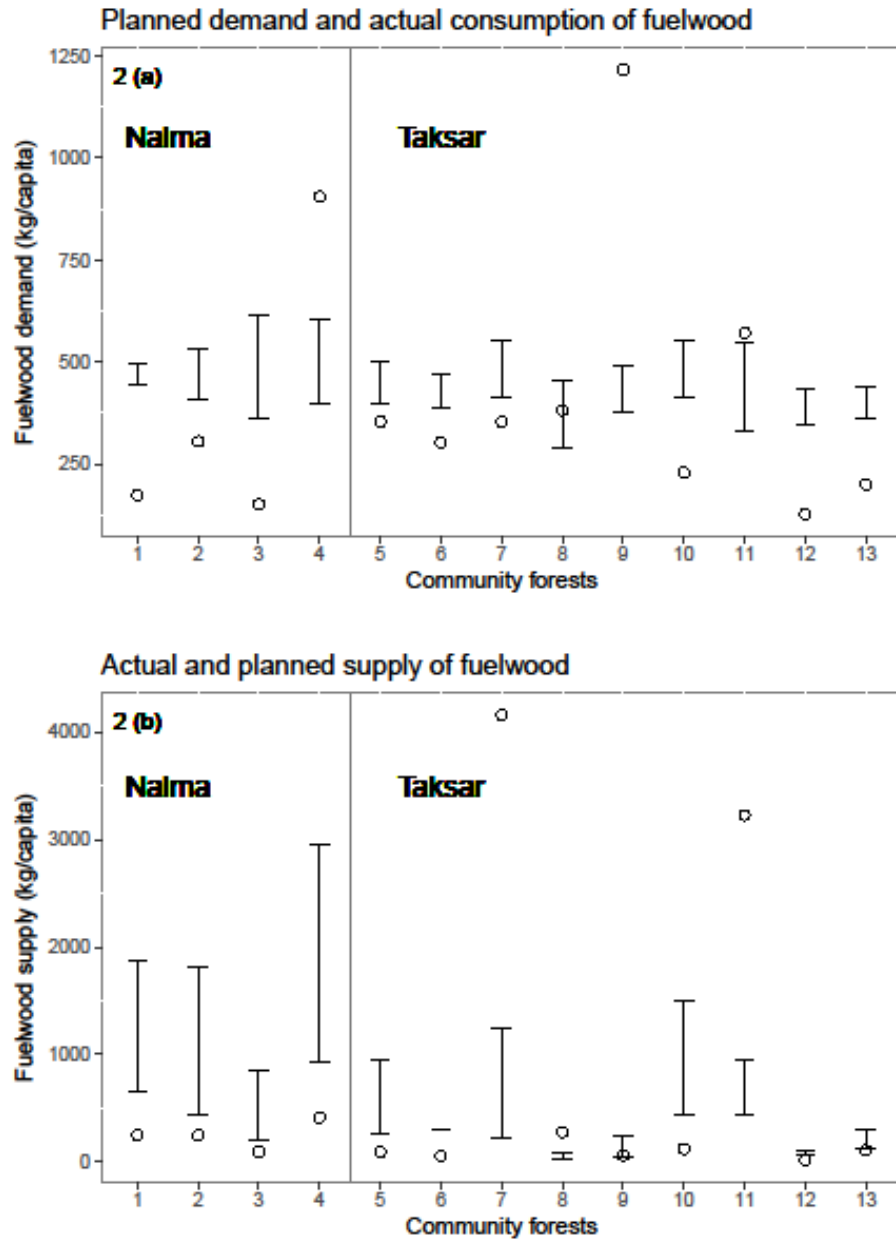 Planned demand and actual consumption of fuelwood
2 (a)
Nalma
Taksar
Fuelwood demand (kg/capita)
1250
1000
750
500
250
1 2 3 4 5 6 7 8 9 10 11 12 13
Community forests
Actual and planned supply of fuelwood
2 (b)
Nalma
Taksar
Fuelwood supply (kg/capita)
4000
3000
2000
1000
0
1 2 3 4 5 6 7 8 9 10 11 12 13
Community forests